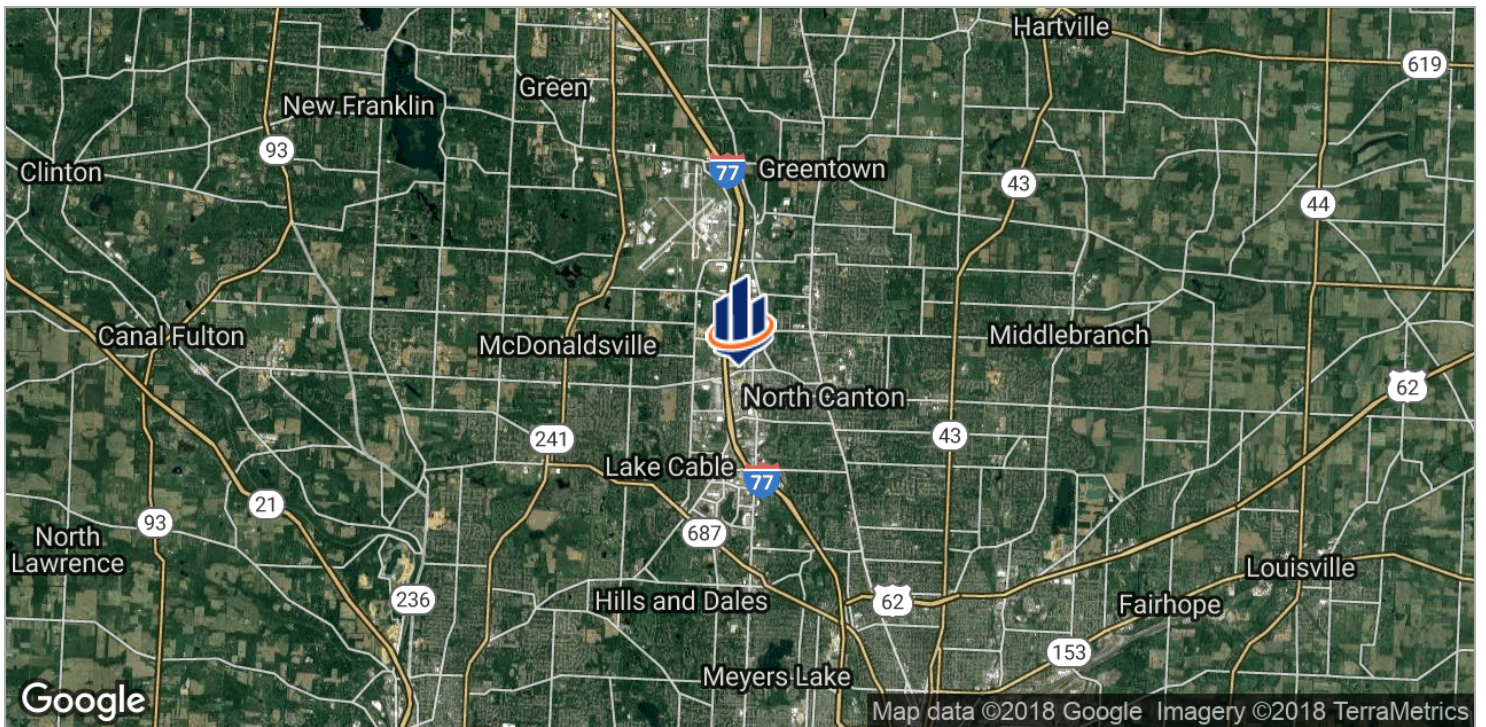 Hartville
619
Green
New Franklin
93
Clinton
77
Greentown
43
44
Canal Fulton
McDonaldsville
Middlebranch
62
North Canton
241
43
Lake Cable
77
21
93
687
North
Lawrence
Louisville
236
Hills and Dales
62
Fairhope
153
Meyers Lake
Google
Map data ©2018 Google Imagery ©2018 TerraMetrics